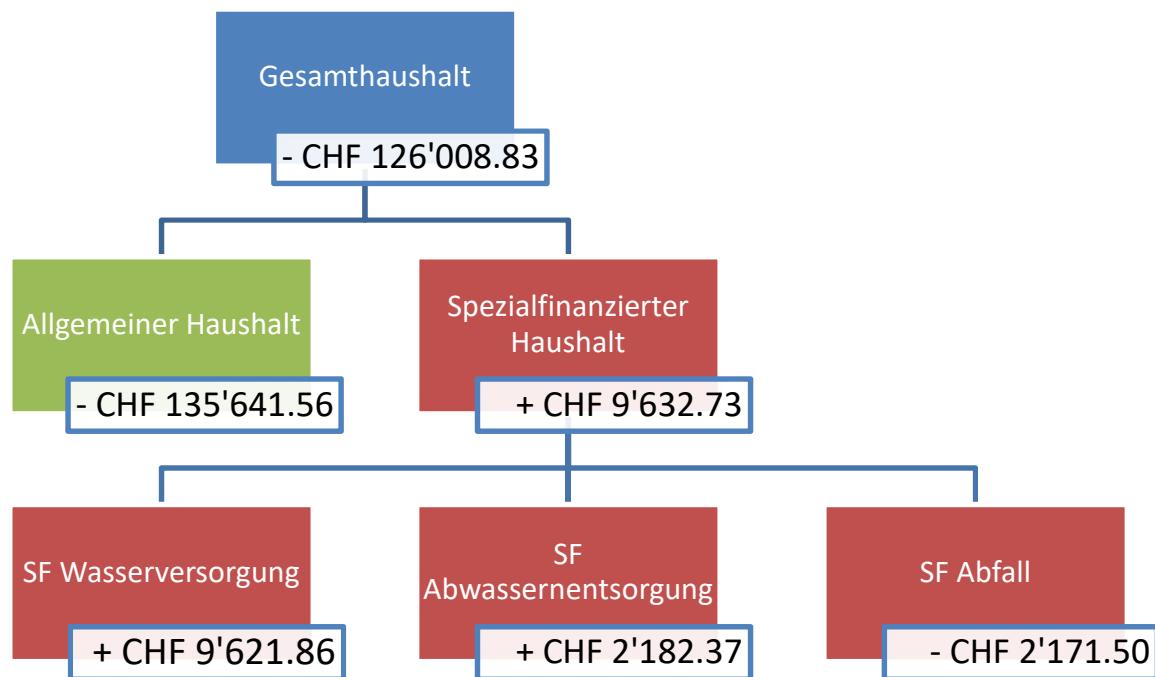 Gesamthaushalt
- CHF 126'008.83
Allgemeiner Haushalt
- CHF 135'641.56
Spezialfinanzierter
Haushalt
+ CHF 9'632.73
SF Wasserversorgung
+ CHF 9'621.86
SF
Abwassernentsorgung
+ CHF 2'182.37
SF Abfall
- CHF 2'171.50